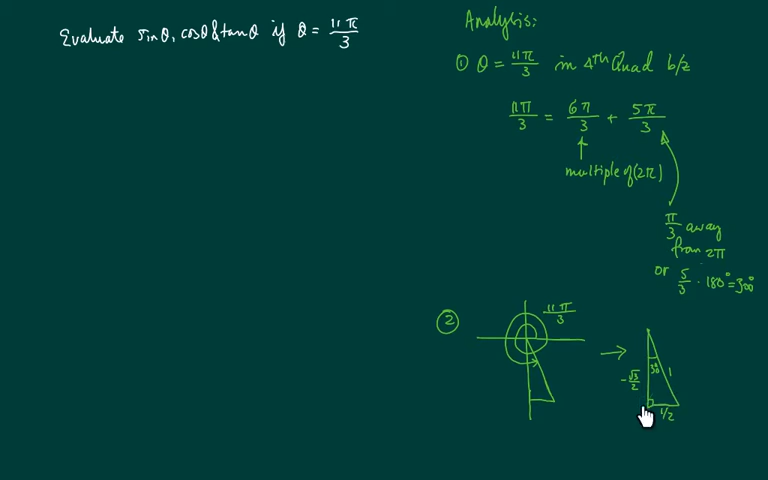 Evaluate sinθ, cosθ & tanθ if θ = 11π/3
Analysis:
① θ = 11π/3 in 4th Quad b/z
11π/3 = 6π/3 + 5π/3
multiple of (2π)
π/3 away
from 2π
or 5/3 · 180° = 300°
②
11π/3
30
1
-√3/2
1/2